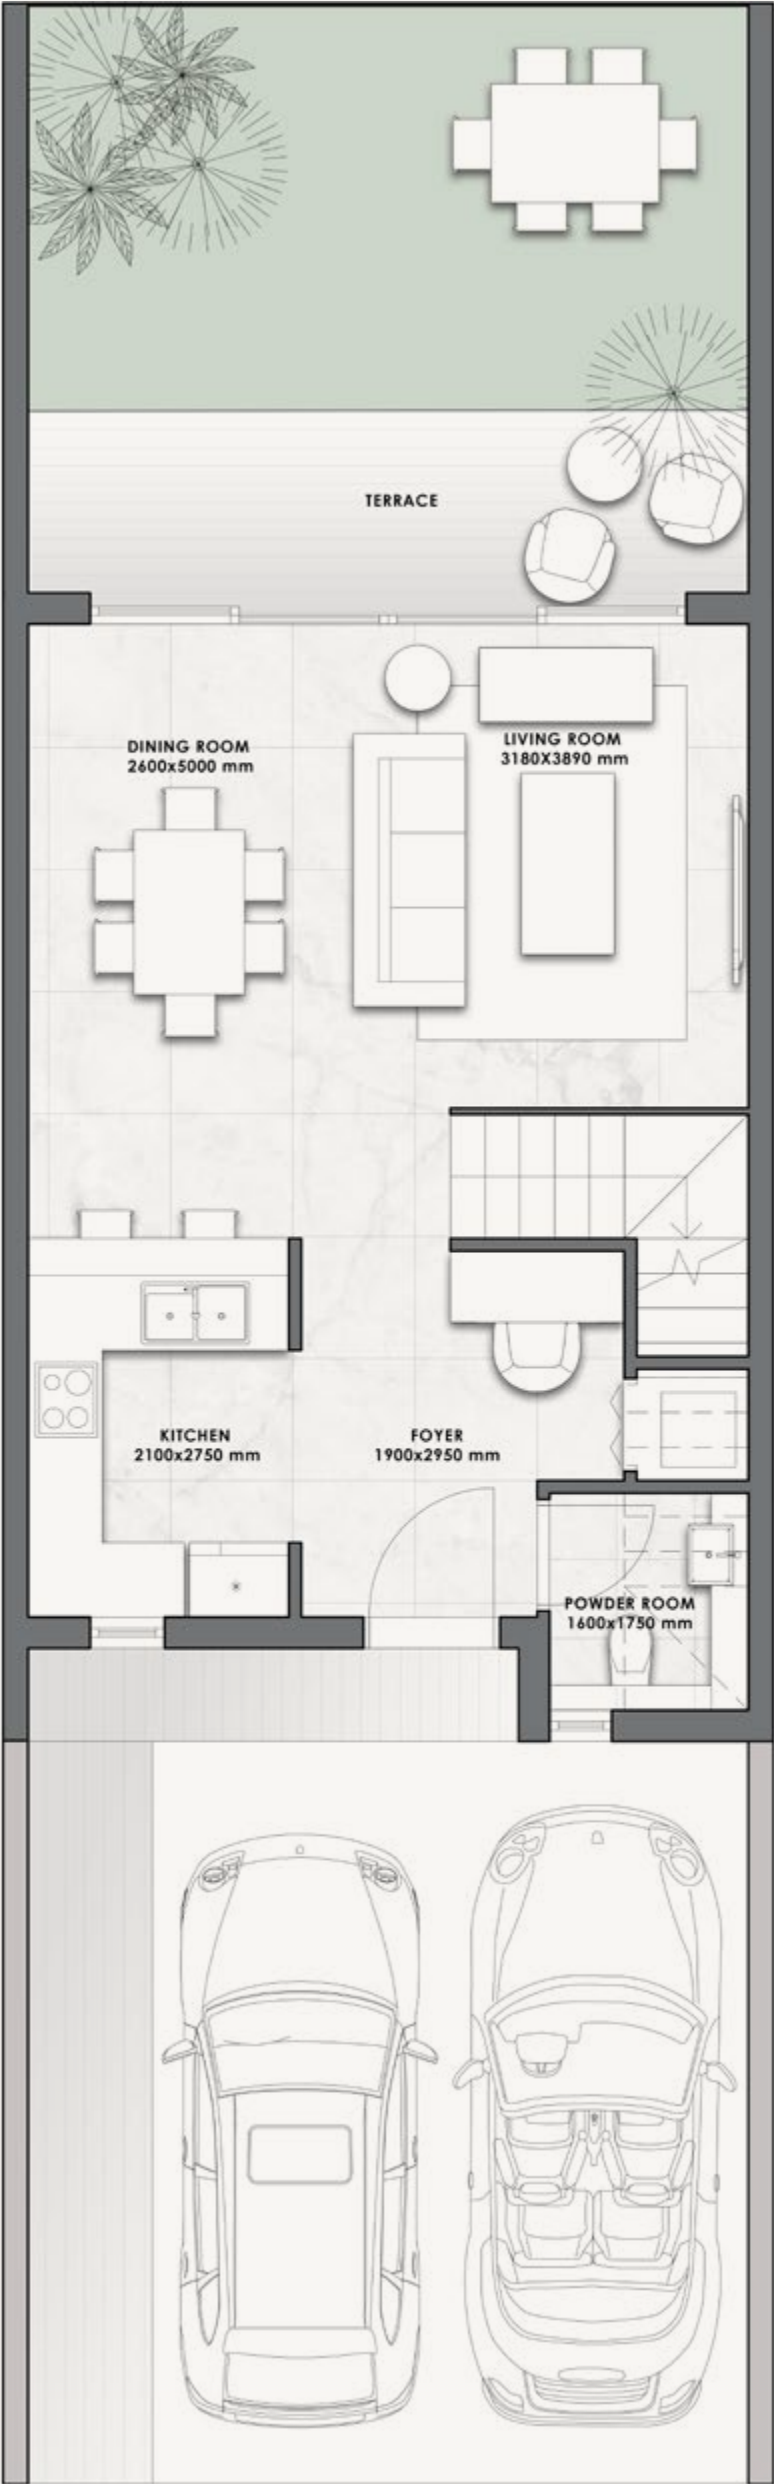 TERRACE
DINING ROOM
2600x5000 mm
LIVING ROOM
3180X3890 mm
KITCHEN
2100x2750 mm
FOYER
1900x2950 mm
POWDER ROOM
1600x1750 mm